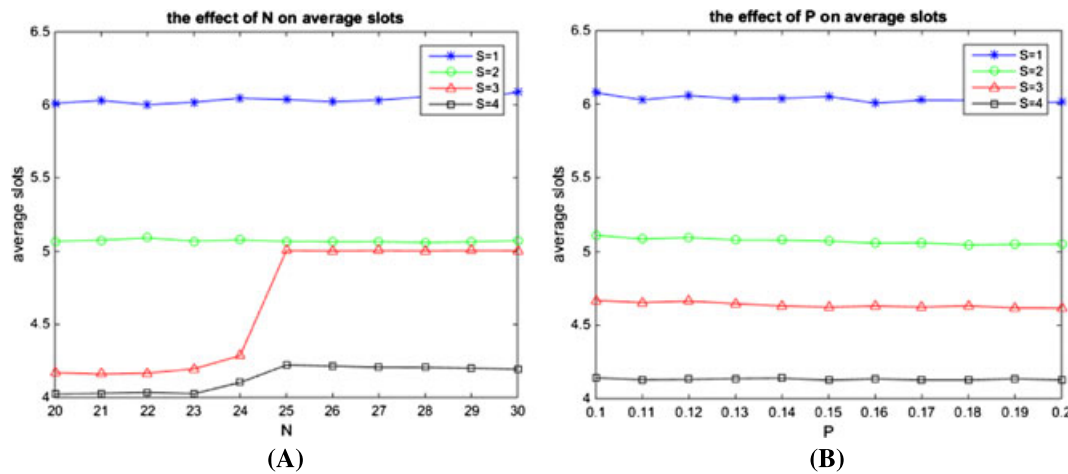 the effect of N on average slots
6.5
6
5.5
5
4.5
4
average slots
S=1
S=2
S=3
S=4
20 21 22 23 24 25 26 27 28 29 30
N
(A)
the effect of P on average slots
6.5
6
5.5
5
4.5
4
average slots
S=1
S=2
S=3
S=4
0.1 0.11 0.12 0.13 0.14 0.15 0.16 0.17 0.18 0.19 0.2
P
(B)